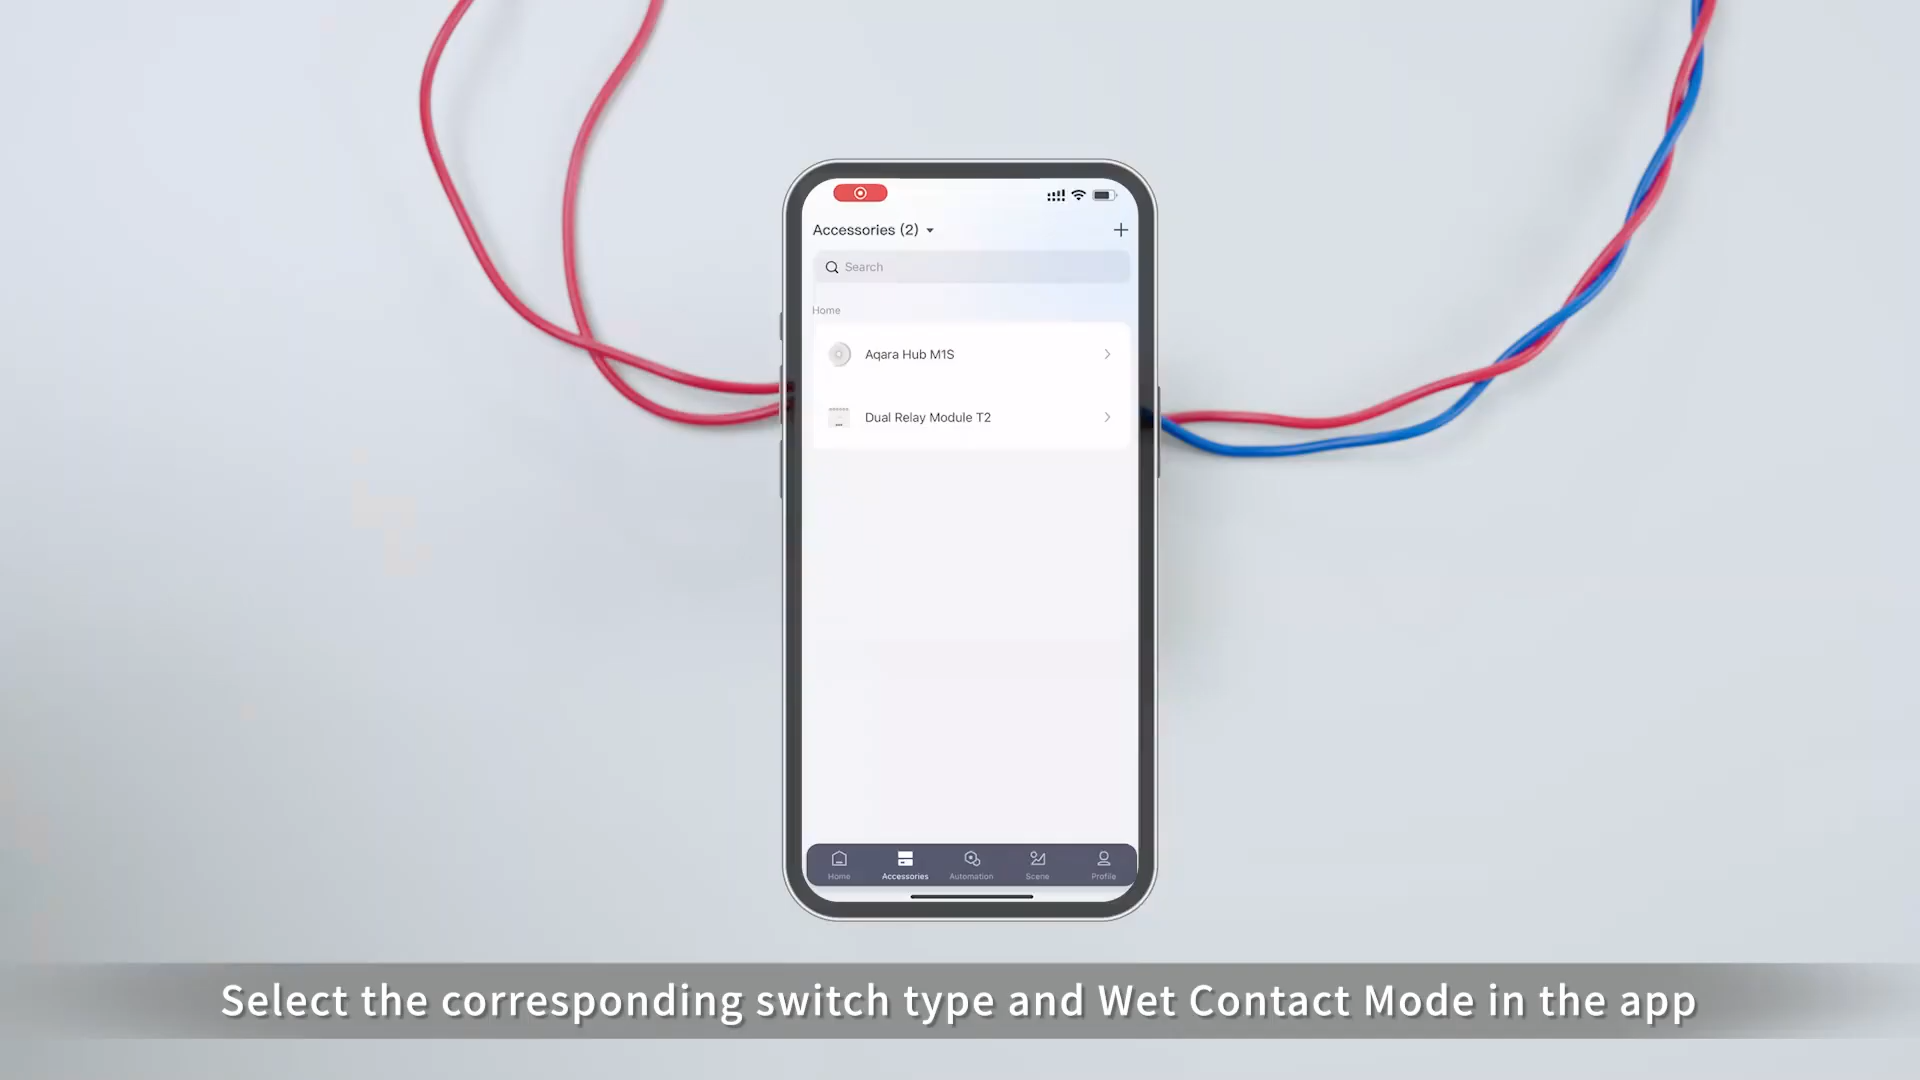 Accessories (2)
Search
Home
Aqara Hub M1S
Dual Relay Module T2
Home
Accessories
Automation
Scene
Profile
Select the corresponding switch type and Wet Contact Mode in the app